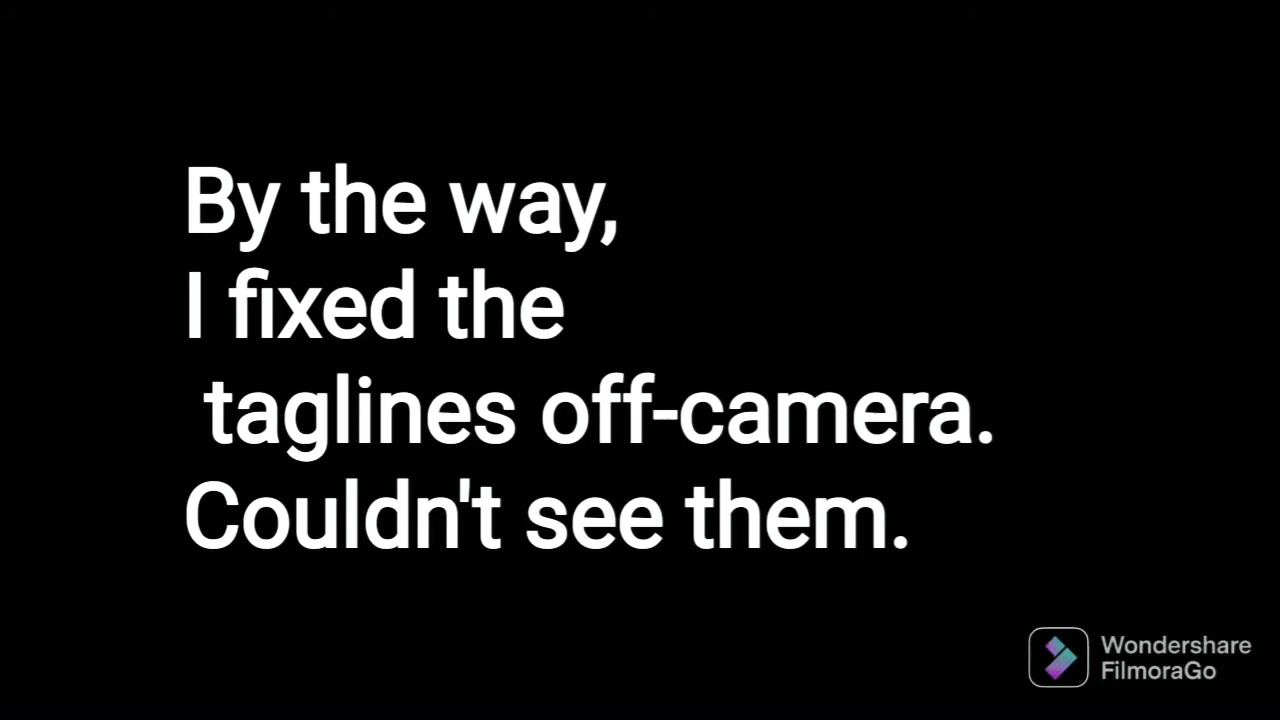 By the way,
I fixed the
taglines off-camera.
Couldn't see them.
Wondershare
FilmoraGo